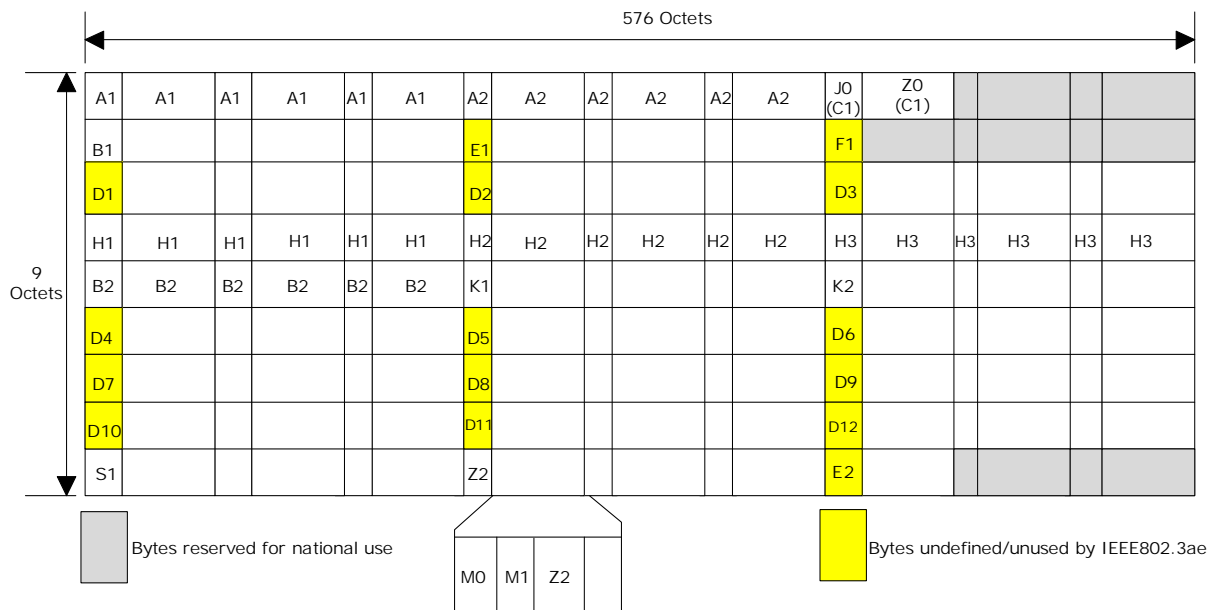 576 Octets
A1 A1 A1 A1 A1 A1 A2 A2 A2 A2 A2 A2 J0 (C1) Z0 (C1)
B1 E1 F1
D1 D2 D3
H1 H1 H1 H1 H1 H1 H2 H2 H2 H2 H2 H2 H3 H3 H3 H3 H3 H3
9 Octets
B2 B2 B2 B2 B2 B2 K1 K2
D4 D5 D6
D7 D8 D9
D10 D11 D12
S1 Z2 E2
Bytes reserved for national use
Bytes undefined/unused by IEEE802.3ae
M0 M1 Z2